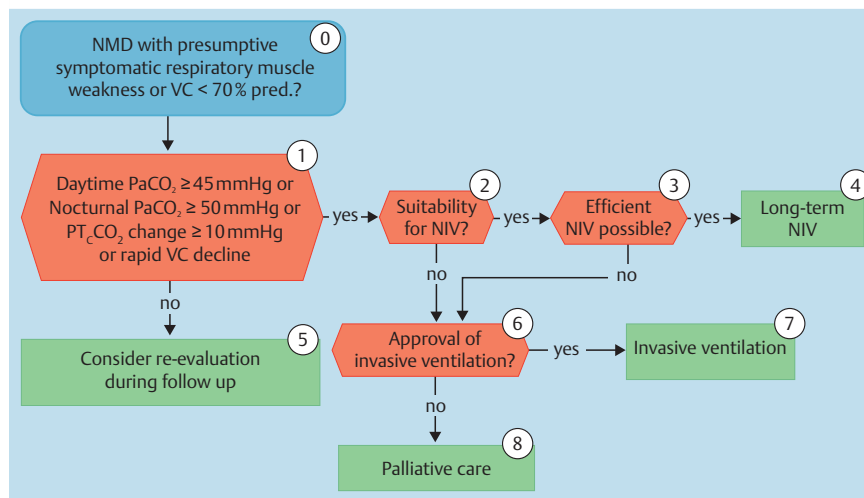 0
NMD with presumptive
symptomatic respiratory muscle
weakness or VC < 70 % pred.?
1
Daytime PaCO₂ ≥ 45 mmHg or
Nocturnal PaCO₂ ≥ 50 mmHg or
PT_CCO₂ change ≥ 10 mmHg
or rapid VC decline
yes
2
Suitability
for NIV?
yes
3
Efficient
NIV possible?
yes
4
Long-term
NIV
no
no
no
5
Consider re-evaluation
during follow up
6
Approval of
invasive ventilation?
yes
7
Invasive ventilation
no
8
Palliative care